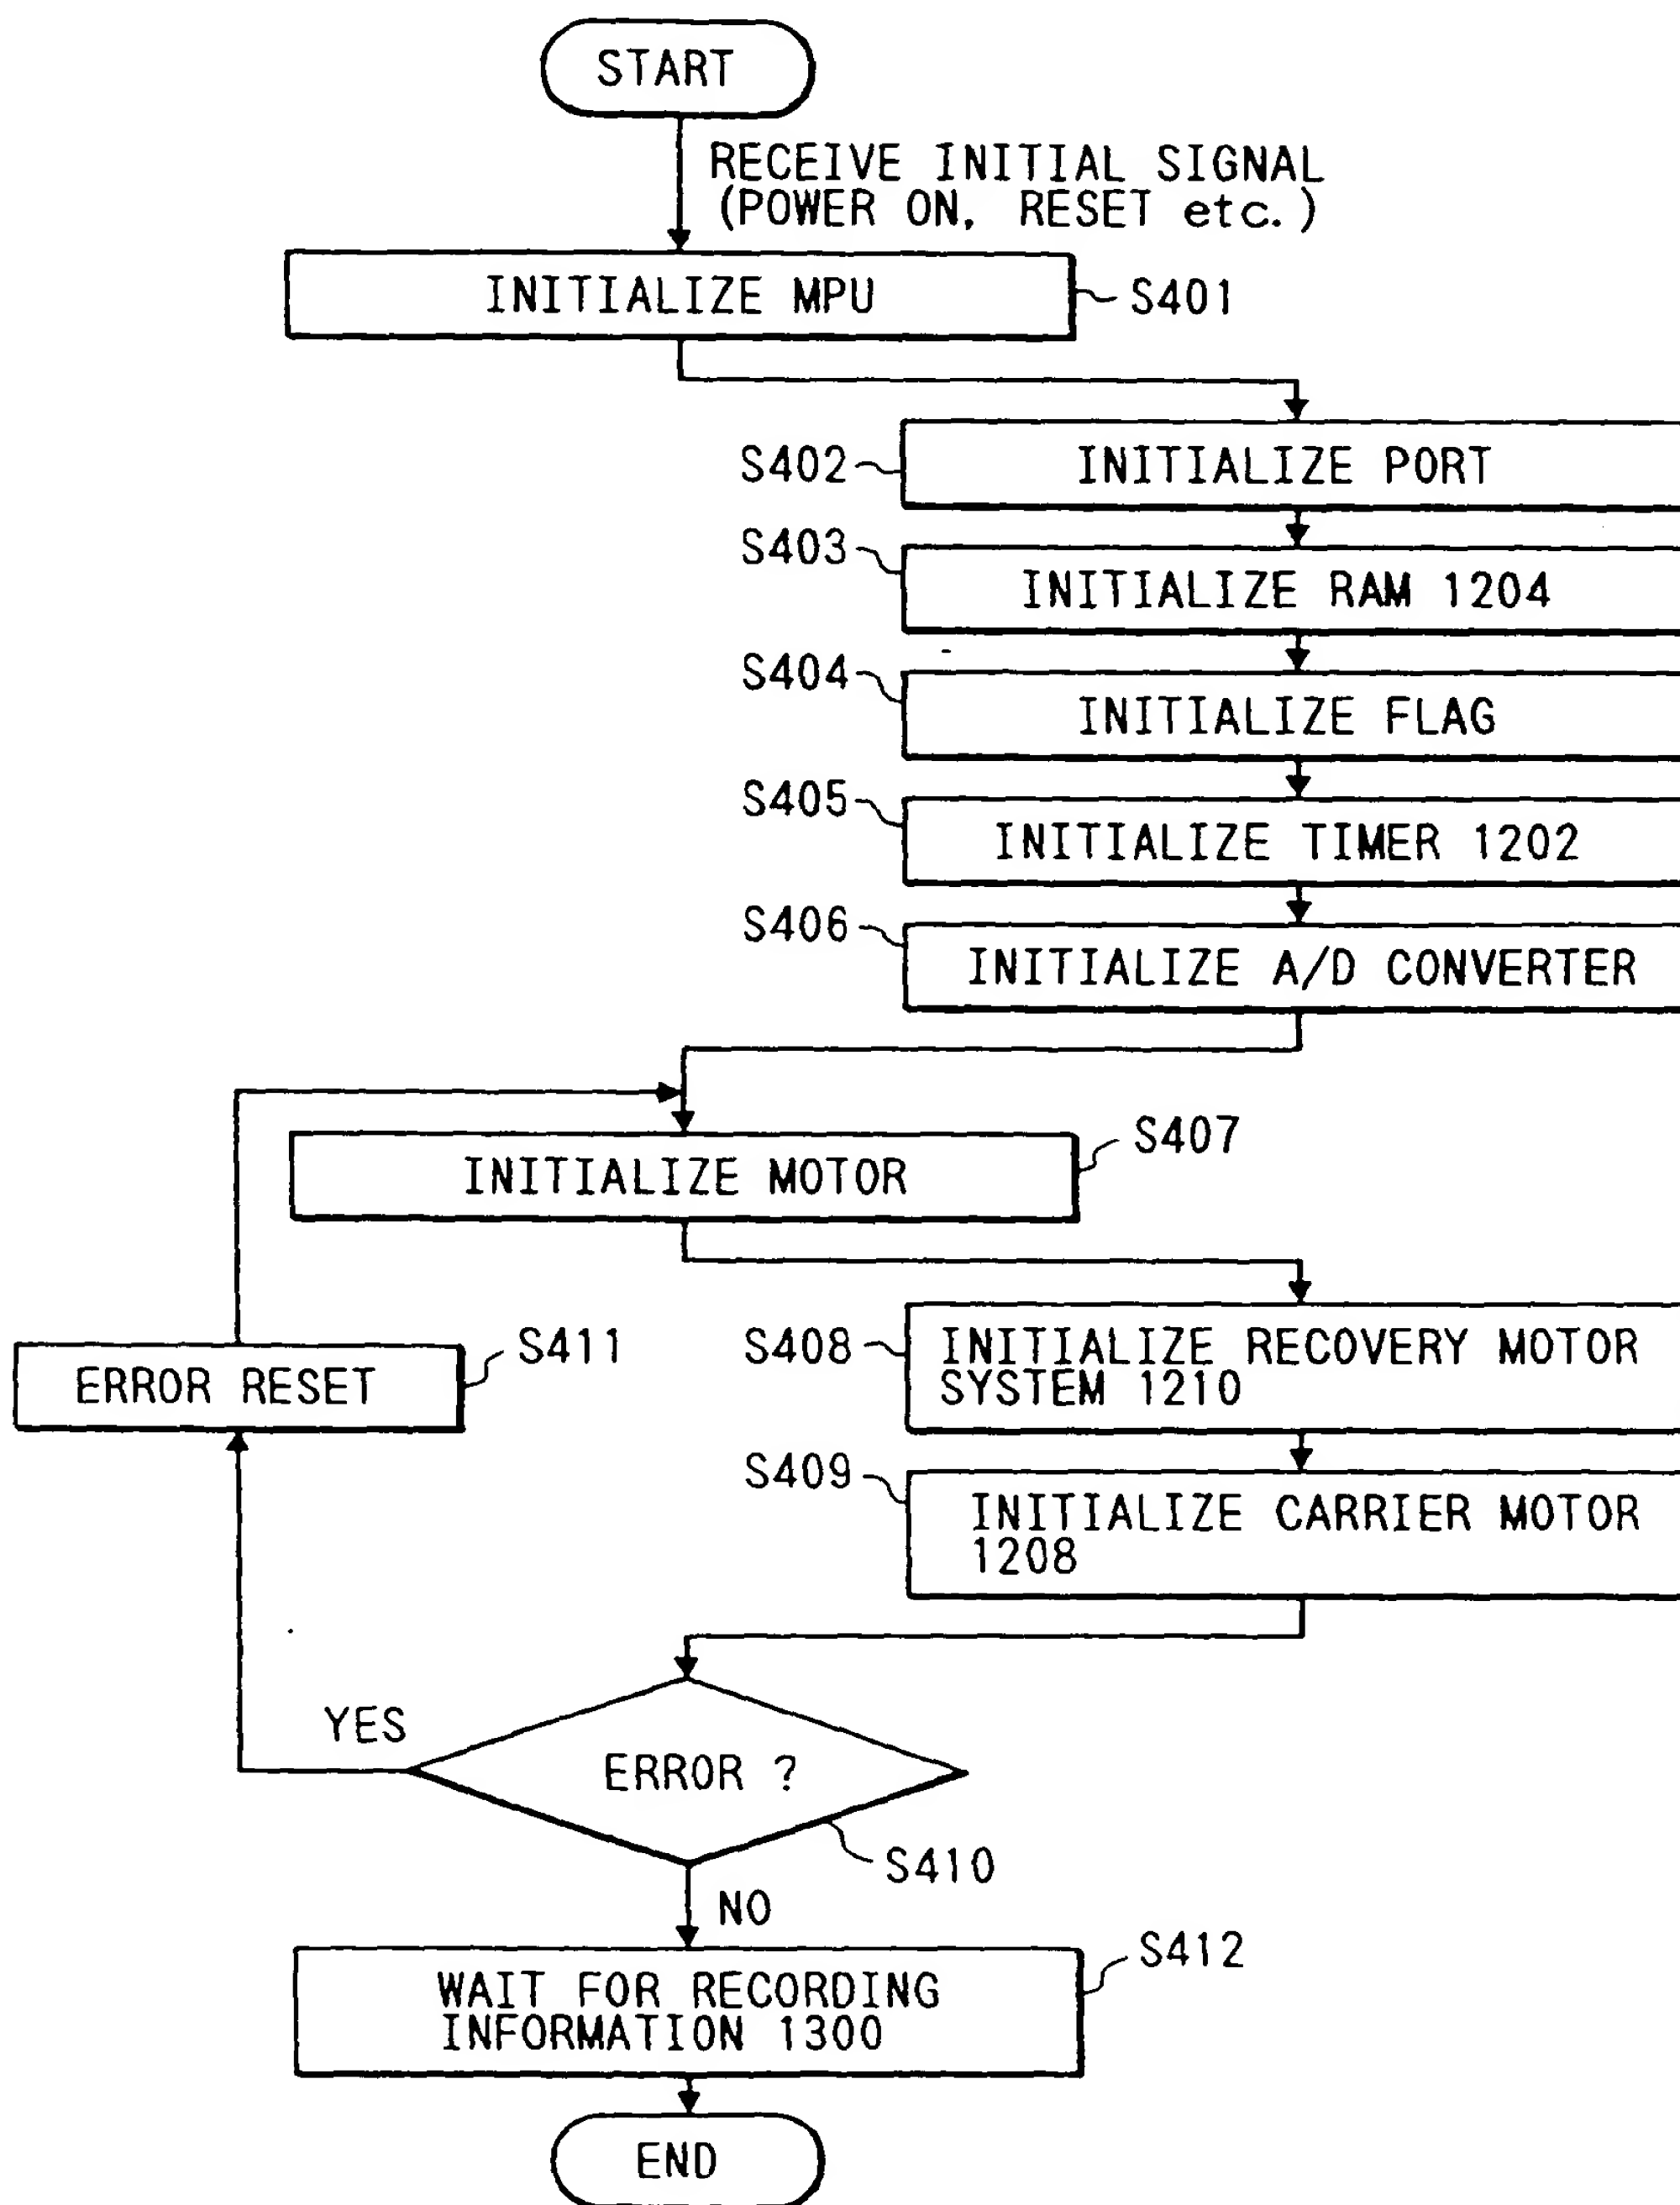 START
RECEIVE INITIAL SIGNAL
(POWER ON, RESET etc.)
INITIALIZE MPU
S401
S402
INITIALIZE PORT
S403
INITIALIZE RAM 1204
S404
INITIALIZE FLAG
S405
INITIALIZE TIMER 1202
S406
INITIALIZE A/D CONVERTER
S407
INITIALIZE MOTOR
S408
INITIALIZE RECOVERY MOTOR
SYSTEM 1210
S411
ERROR RESET
S409
INITIALIZE CARRIER MOTOR
1208
YES
ERROR ?
S410
NO
S412
WAIT FOR RECORDING
INFORMATION 1300
END